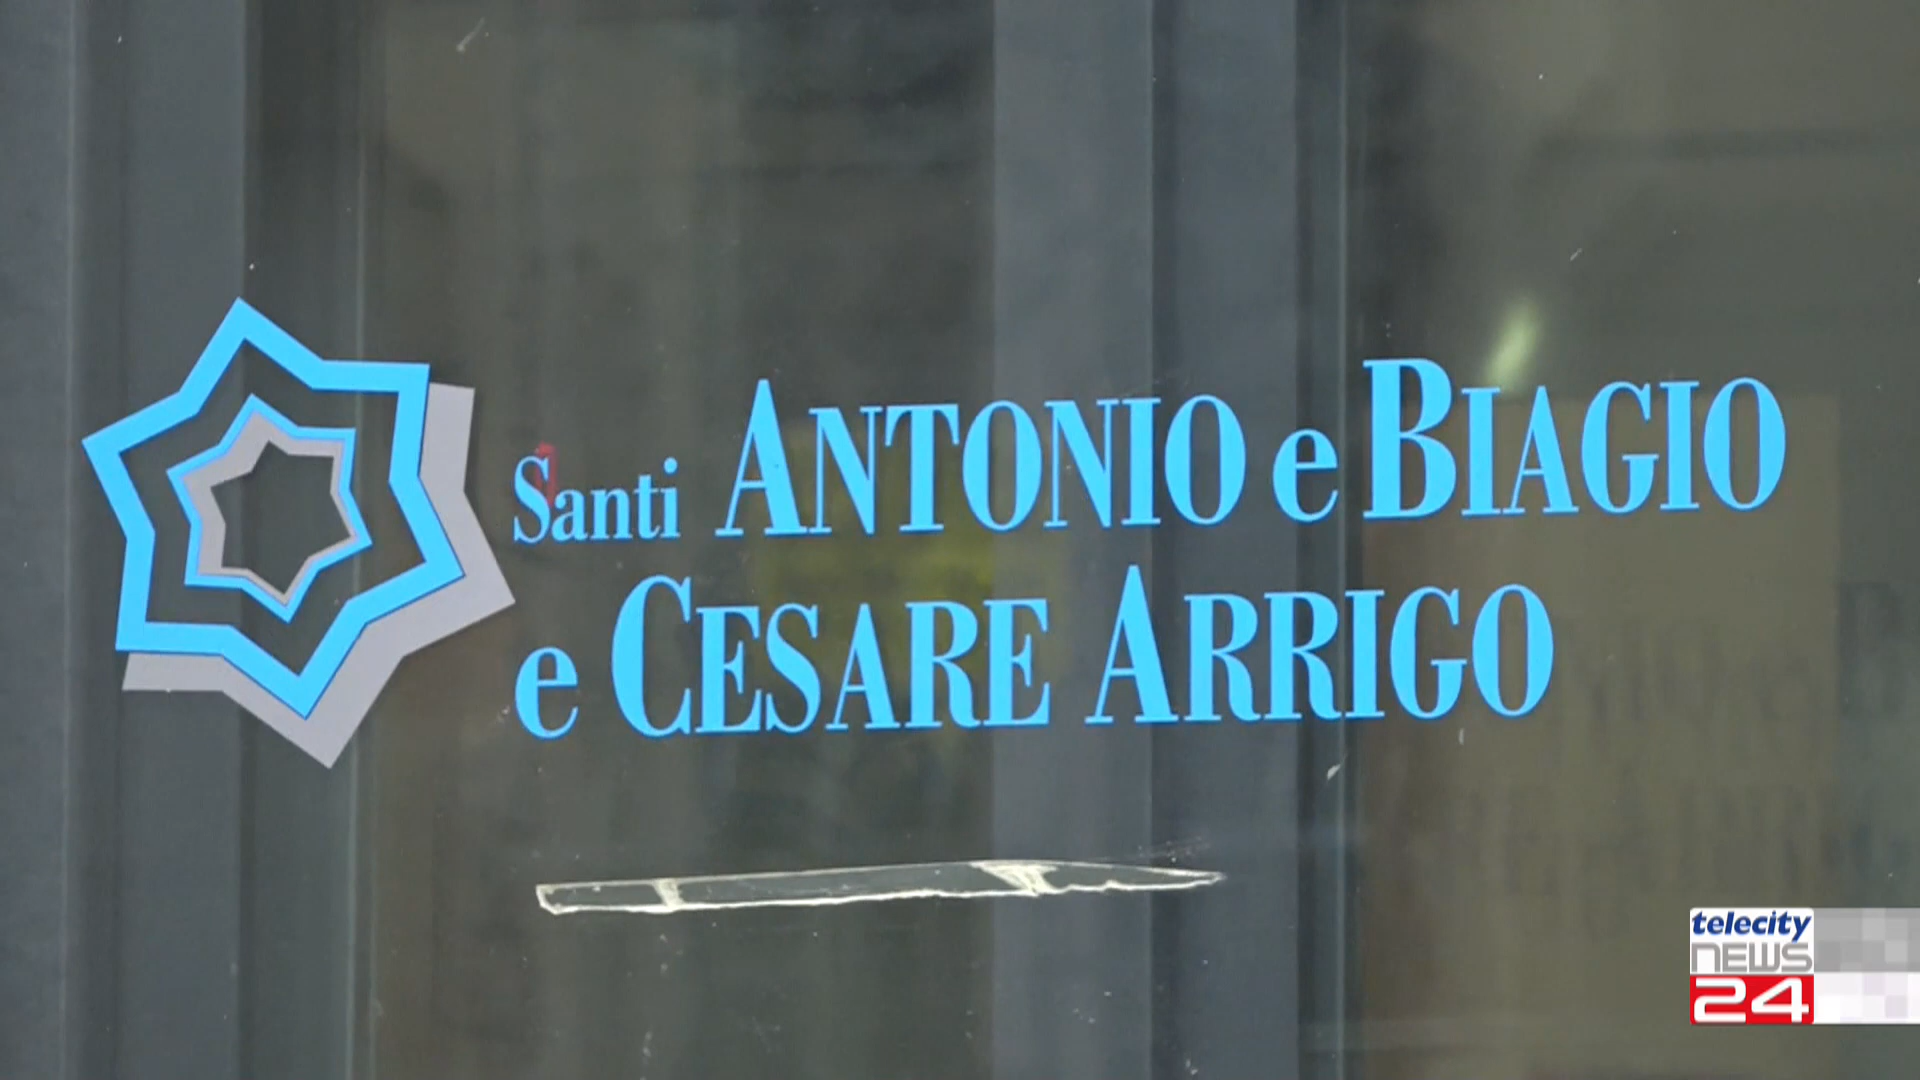 Santi ANTONIO e BIAGIO
e CESARE ARRIGO
telecity
NEWS
24